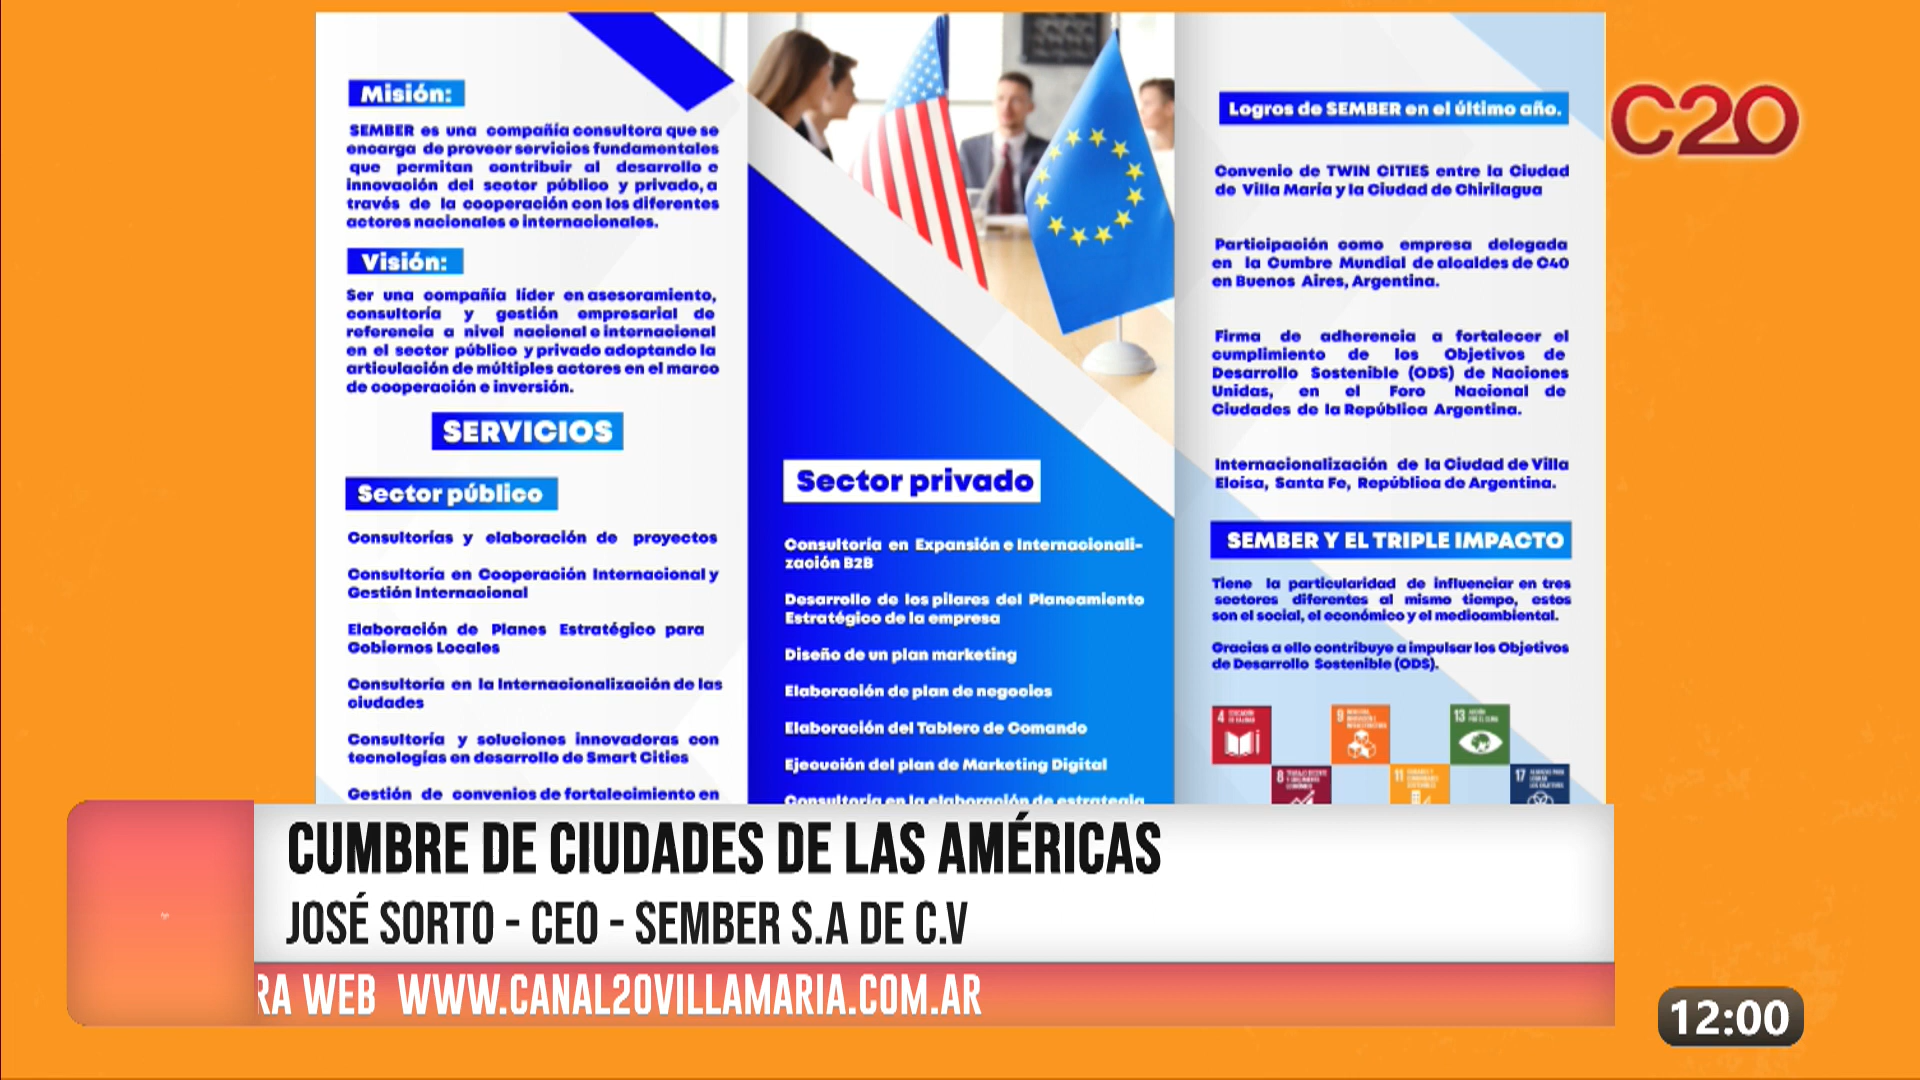 Misión:
SEMBER es una compañía consultora que se
encarga de proveer servicios fundamentales
que permitan contribuir al desarrollo e
innovación del sector público y privado, a
través de la cooperación con los diferentes
actores nacionales e internacionales.
Visión:
Ser una compañía líder en asesoramiento,
consultoría y gestión empresarial de
referencia a nivel nacional e internacional
en el sector público y privado adoptando la
articulación de múltiples actores en el marco
de cooperación e inversión.
SERVICIOS
Sector público
Consultorías y elaboración de proyectos
Consultoría en Cooperación Internacional y
Gestión Internacional
Elaboración de Planes Estratégico para
Gobiernos Locales
Consultoría en la Internacionalización de las
ciudades
Consultoría y soluciones innovadoras con
tecnologías en desarrollo de Smart Cities
Gestión de convenios de fortalecimiento en
Sector privado
Consultoría en Expansión e Internacionali-
zación B2B
Desarrollo de los pilares del Planeamiento
Estratégico de la empresa
Diseño de un plan marketing
Elaboración de plan de negocios
Elaboración del Tablero de Comando
Ejecución del plan de Marketing Digital
Consultoría en la elaboración de estrategia
Logros de SEMBER en el último año.
Convenio de TWIN CITIES entre la Ciudad
de Villa María y la Ciudad de Chirilagua
Participación como empresa delegada
en la Cumbre Mundial de alcaldes de C40
en Buenos Aires, Argentina.
Firma de adherencia a fortalecer el
cumplimiento de los Objetivos de
Desarrollo Sostenible (ODS) de Naciones
Unidas, en el Foro Nacional de
Ciudades de la República Argentina.
Internacionalización de la Ciudad de Villa
Eloísa, Santa Fe, República de Argentina.
SEMBER Y EL TRIPLE IMPACTO
Tiene la particularidad de influenciar en tres
sectores diferentes al mismo tiempo, estos
son el social, el económico y el medioambiental.
Gracias a ello contribuye a impulsar los Objetivos
de Desarrollo Sostenible (ODS).
4
9
13
8
11
17
C20
CUMBRE DE CIUDADES DE LAS AMÉRICAS
JOSÉ SORTO - CEO - SEMBER S.A DE C.V
RA WEB WWW.CANAL20VILLAMARIA.COM.AR
12:00